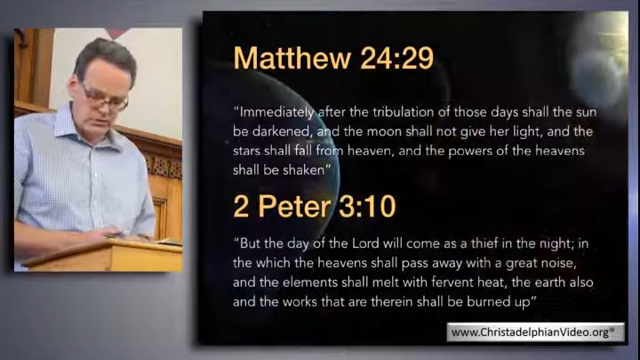 Matthew 24:29
“Immediately after the tribulation of those days shall the sun
be darkened, and the moon shall not give her light, and the
stars shall fall from heaven, and the powers of the heavens
shall be shaken”
2 Peter 3:10
“But the day of the Lord will come as a thief in the night; in
the which the heavens shall pass away with a great noise,
and the elements shall melt with fervent heat, the earth also
and the works that are therein shall be burned up”
www.ChristadelphianVideo.org®